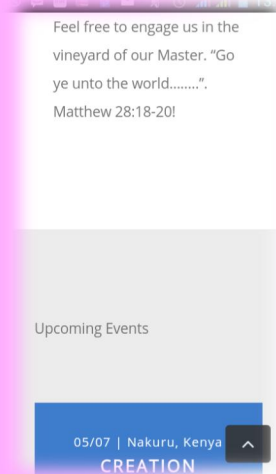 Feel free to engage us in the
vineyard of our Master. “Go
ye unto the world........”.
Matthew 28:18-20!
Upcoming Events
05/07 | Nakuru, Kenya
CREATION